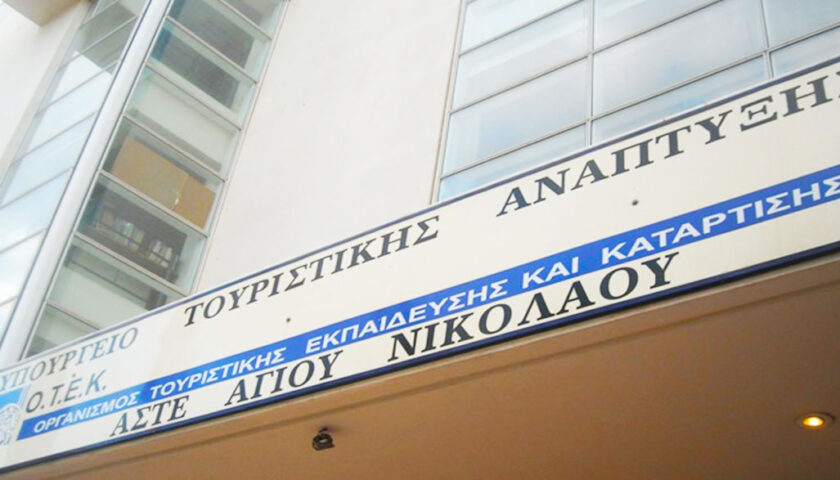 ΥΠΟΥΡΓΕΙΟ ΤΟΥΡΙΣΤΙΚΗΣ ΑΝΑΠΤΥΞΗΣ
Ο.Τ.Ε.Κ.
ΟΡΓΑΝΙΣΜΟΣ ΤΟΥΡΙΣΤΙΚΗΣ ΕΚΠΑΙΔΕΥΣΗΣ ΚΑΙ ΚΑΤΑΡΤΙΣΗΣ
ΑΣΤΕ ΑΓΙΟΥ ΝΙΚΟΛΑΟΥ